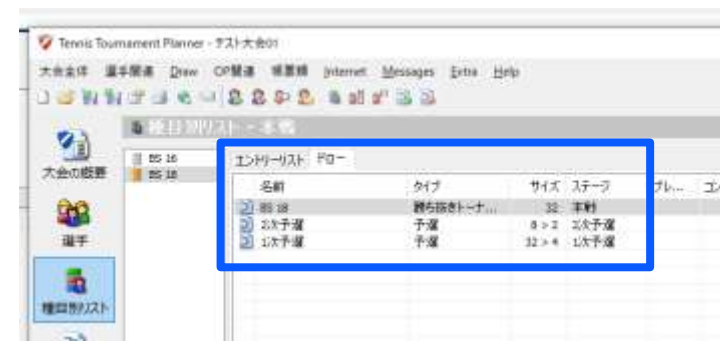 Tennis Tournament Planner - テスト大会01
大会全体 選手関連 Draw OP関連 Internet Messages Extra Help
種目別リスト - 本戦
BS 16
BS 18
エントリーリスト ドロー
名前 タイプ サイズ ステージ プレ... コン
BS 18 勝ち抜きトーナ... 32 本戦
2次予選 予選 8 > 2 2次予選
1次予選 予選 32 > 4 1次予選
大会の概要
選手
種目別リスト